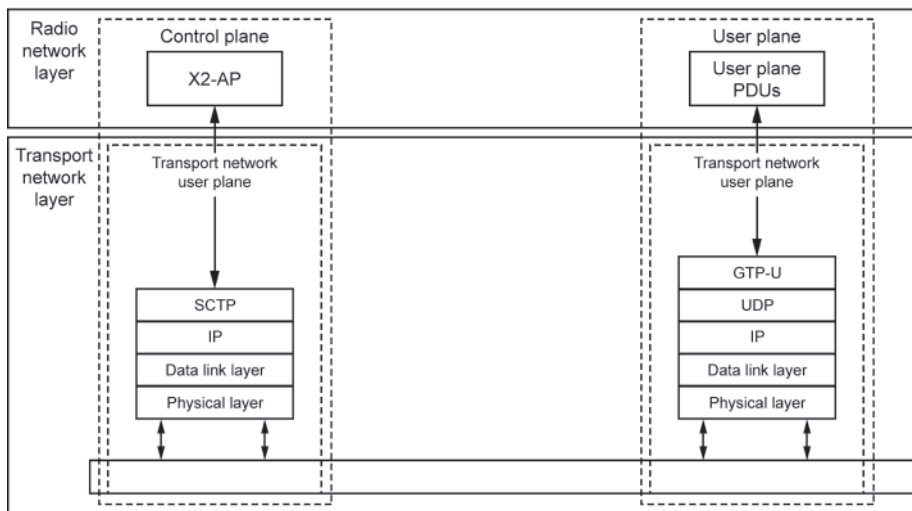 Radio
network
layer
Control plane
X2-AP
User plane
User plane
PDUs
Transport
network
layer
Transport network
user plane
SCTP
IP
Data link layer
Physical layer
Transport network
user plane
GTP-U
UDP
IP
Data link layer
Physical layer